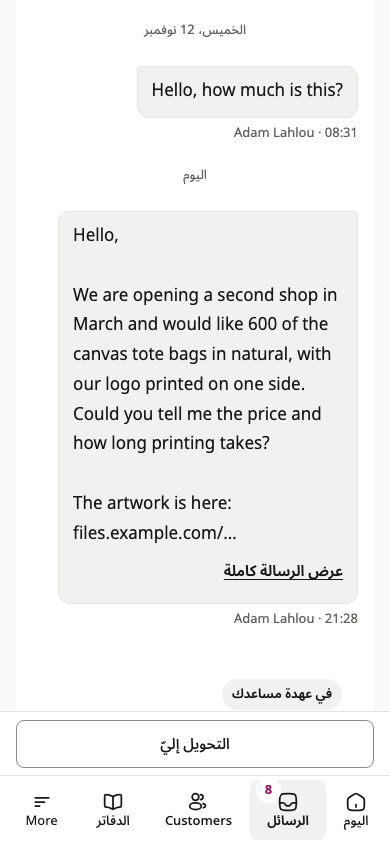 الخميس، 12 نوفمبر
Hello, how much is this?
Adam Lahlou · 08:31
اليوم
Hello,
We are opening a second shop in
March and would like 600 of the
canvas tote bags in natural, with
our logo printed on one side.
Could you tell me the price and
how long printing takes?
The artwork is here:
files.example.com/…
عرض الرسالة كاملة
Adam Lahlou · 21:28
في عهدة مساعدك
التحويل إليّ
8
اليوم
الرسائل
Customers
الدفاتر
More